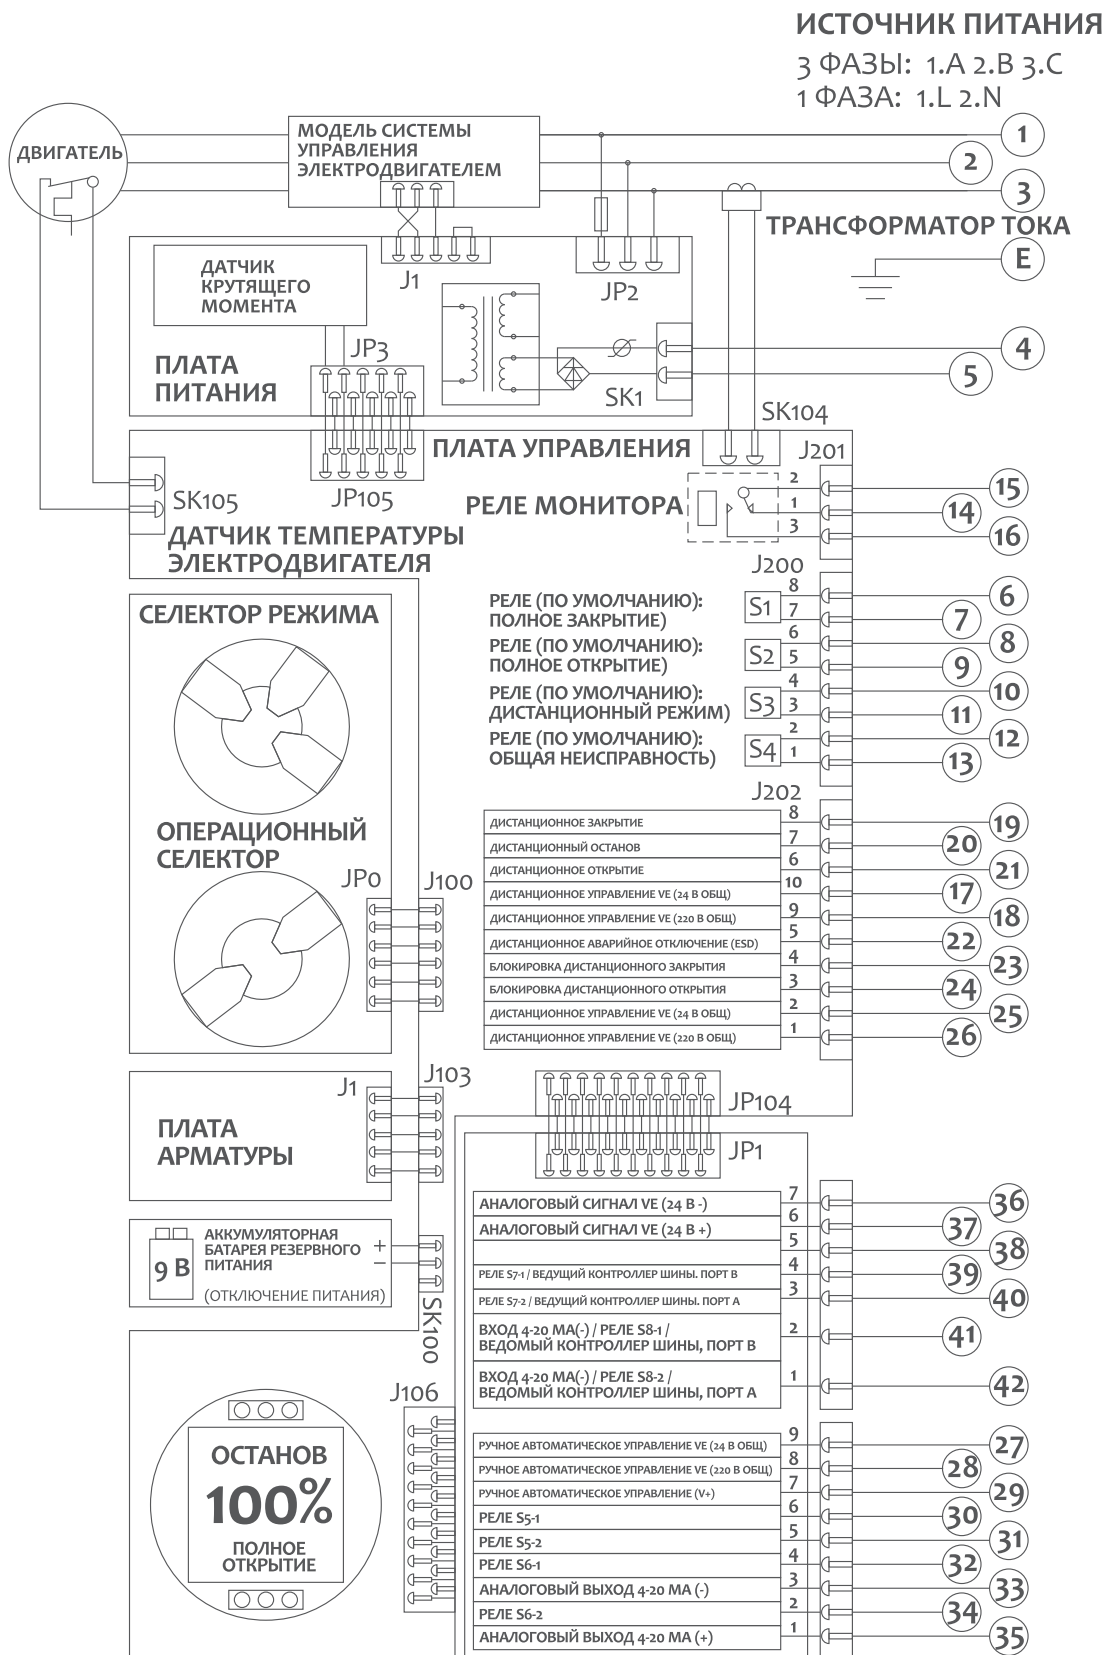 ИСТОЧНИК ПИТАНИЯ
3 ФАЗЫ: 1.A 2.B 3.C
1 ФАЗА: 1.L 2.N
ДВИГАТЕЛЬ
МОДЕЛЬ СИСТЕМЫ
УПРАВЛЕНИЯ
ЭЛЕКТРОДВИГАТЕЛЕМ
1
2
3
ТРАНСФОРМАТОР ТОКА
E
ДАТЧИК
КРУТЯЩЕГО
МОМЕНТА
J1
JP2
JP3
ПЛАТА
ПИТАНИЯ
SK1
4
5
SK104
ПЛАТА УПРАВЛЕНИЯ
J201
JP105
SK105
РЕЛЕ МОНИТОРА
2 15
1 14
3 16
ДАТЧИК ТЕМПЕРАТУРЫ
ЭЛЕКТРОДВИГАТЕЛЯ
J200
СЕЛЕКТОР РЕЖИМА
РЕЛЕ (ПО УМОЛЧАНИЮ):
ПОЛНОЕ ЗАКРЫТИЕ)
S1
8 6
7 7
РЕЛЕ (ПО УМОЛЧАНИЮ):
ПОЛНОЕ ОТКРЫТИЕ)
S2
6 8
5 9
РЕЛЕ (ПО УМОЛЧАНИЮ):
ДИСТАНЦИОННЫЙ РЕЖИМ)
S3
4 10
3 11
РЕЛЕ (ПО УМОЛЧАНИЮ):
ОБЩАЯ НЕИСПРАВНОСТЬ)
S4
2 12
1 13
ОПЕРАЦИОННЫЙ
СЕЛЕКТОР
JP0
J100
J202
ДИСТАНЦИОННОЕ ЗАКРЫТИЕ 8 19
ДИСТАНЦИОННЫЙ ОСТАНОВ 7 20
ДИСТАНЦИОННОЕ ОТКРЫТИЕ 6 21
ДИСТАНЦИОННОЕ УПРАВЛЕНИЕ VE (24 В ОБЩ) 10 17
ДИСТАНЦИОННОЕ УПРАВЛЕНИЕ VE (220 В ОБЩ) 9 18
ДИСТАНЦИОННОЕ АВАРИЙНОЕ ОТКЛЮЧЕНИЕ (ESD) 5 22
БЛОКИРОВКА ДИСТАНЦИОННОГО ЗАКРЫТИЯ 4 23
БЛОКИРОВКА ДИСТАНЦИОННОГО ОТКРЫТИЯ 3 24
ДИСТАНЦИОННОЕ УПРАВЛЕНИЕ VE (24 В ОБЩ) 2 25
ДИСТАНЦИОННОЕ УПРАВЛЕНИЕ VE (220 В ОБЩ) 1 26
J1
J103
ПЛАТА
АРМАТУРЫ
JP104
JP1
АККУМУЛЯТОРНАЯ
БАТАРЕЯ РЕЗЕРВНОГО
ПИТАНИЯ
(ОТКЛЮЧЕНИЕ ПИТАНИЯ)
9 В
+
−
SK100
АНАЛОГОВЫЙ СИГНАЛ VE (24 В -) 7 36
АНАЛОГОВЫЙ СИГНАЛ VE (24 В +) 6 37
5 38
РЕЛЕ S7-1 / ВЕДУЩИЙ КОНТРОЛЛЕР ШИНЫ. ПОРТ В 4 39
РЕЛЕ S7-2 / ВЕДУЩИЙ КОНТРОЛЛЕР ШИНЫ. ПОРТ А 3 40
ВХОД 4-20 МА(-) / РЕЛЕ S8-1 /
ВЕДОМЫЙ КОНТРОЛЛЕР ШИНЫ, ПОРТ В
2 41
ВХОД 4-20 МА(-) / РЕЛЕ S8-2 /
ВЕДОМЫЙ КОНТРОЛЛЕР ШИНЫ, ПОРТ А
1 42
J106
ОСТАНОВ
100%
ПОЛНОЕ
ОТКРЫТИЕ
РУЧНОЕ АВТОМАТИЧЕСКОЕ УПРАВЛЕНИЕ VE (24 В ОБЩ) 9 27
РУЧНОЕ АВТОМАТИЧЕСКОЕ УПРАВЛЕНИЕ VE (220 В ОБЩ) 8 28
РУЧНОЕ АВТОМАТИЧЕСКОЕ УПРАВЛЕНИЕ (V+) 7 29
РЕЛЕ S5-1 6 30
РЕЛЕ S5-2 5 31
РЕЛЕ S6-1 4 32
АНАЛОГОВЫЙ ВЫХОД 4-20 МА (-) 3 33
РЕЛЕ S6-2 2 34
АНАЛОГОВЫЙ ВЫХОД 4-20 МА (+) 1 35